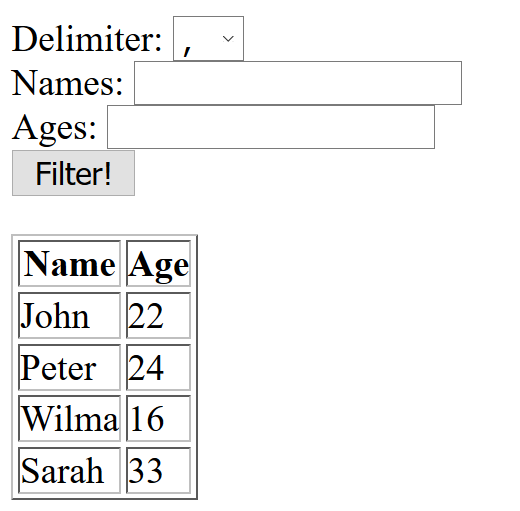 Delimiter: ,
Names:
Ages:
Filter!
Name Age
John 22
Peter 24
Wilma 16
Sarah 33